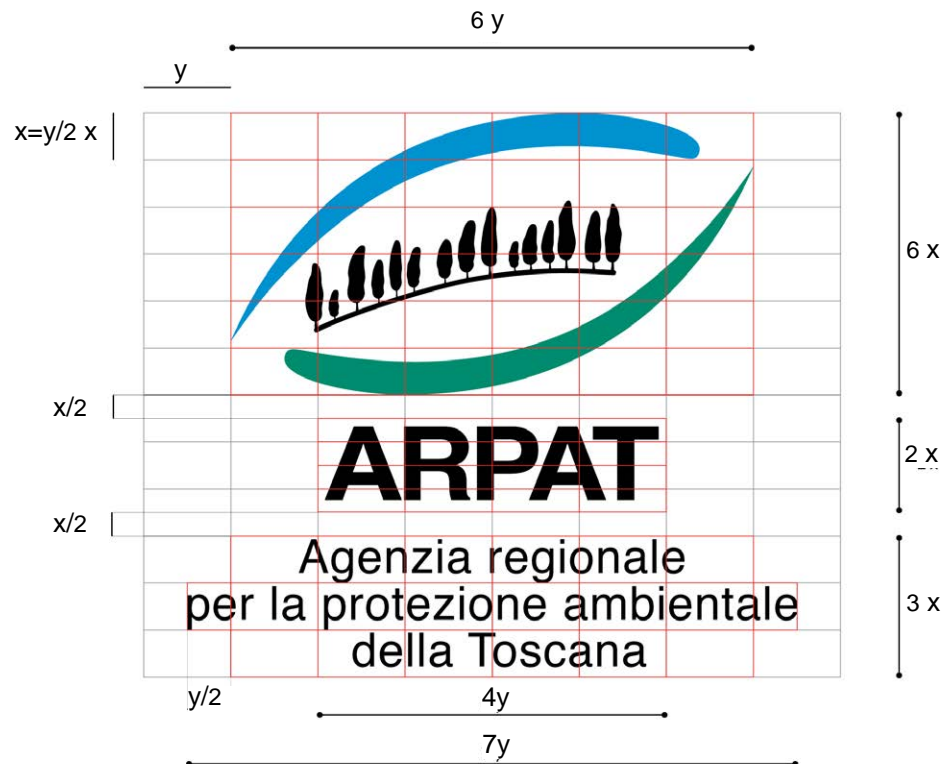 6 y
y
x=y/2 x
6 x
x/2
ARPAT
2 x
x/2
Agenzia regionale
per la protezione ambientale
della Toscana
3 x
y/2
4y
7y